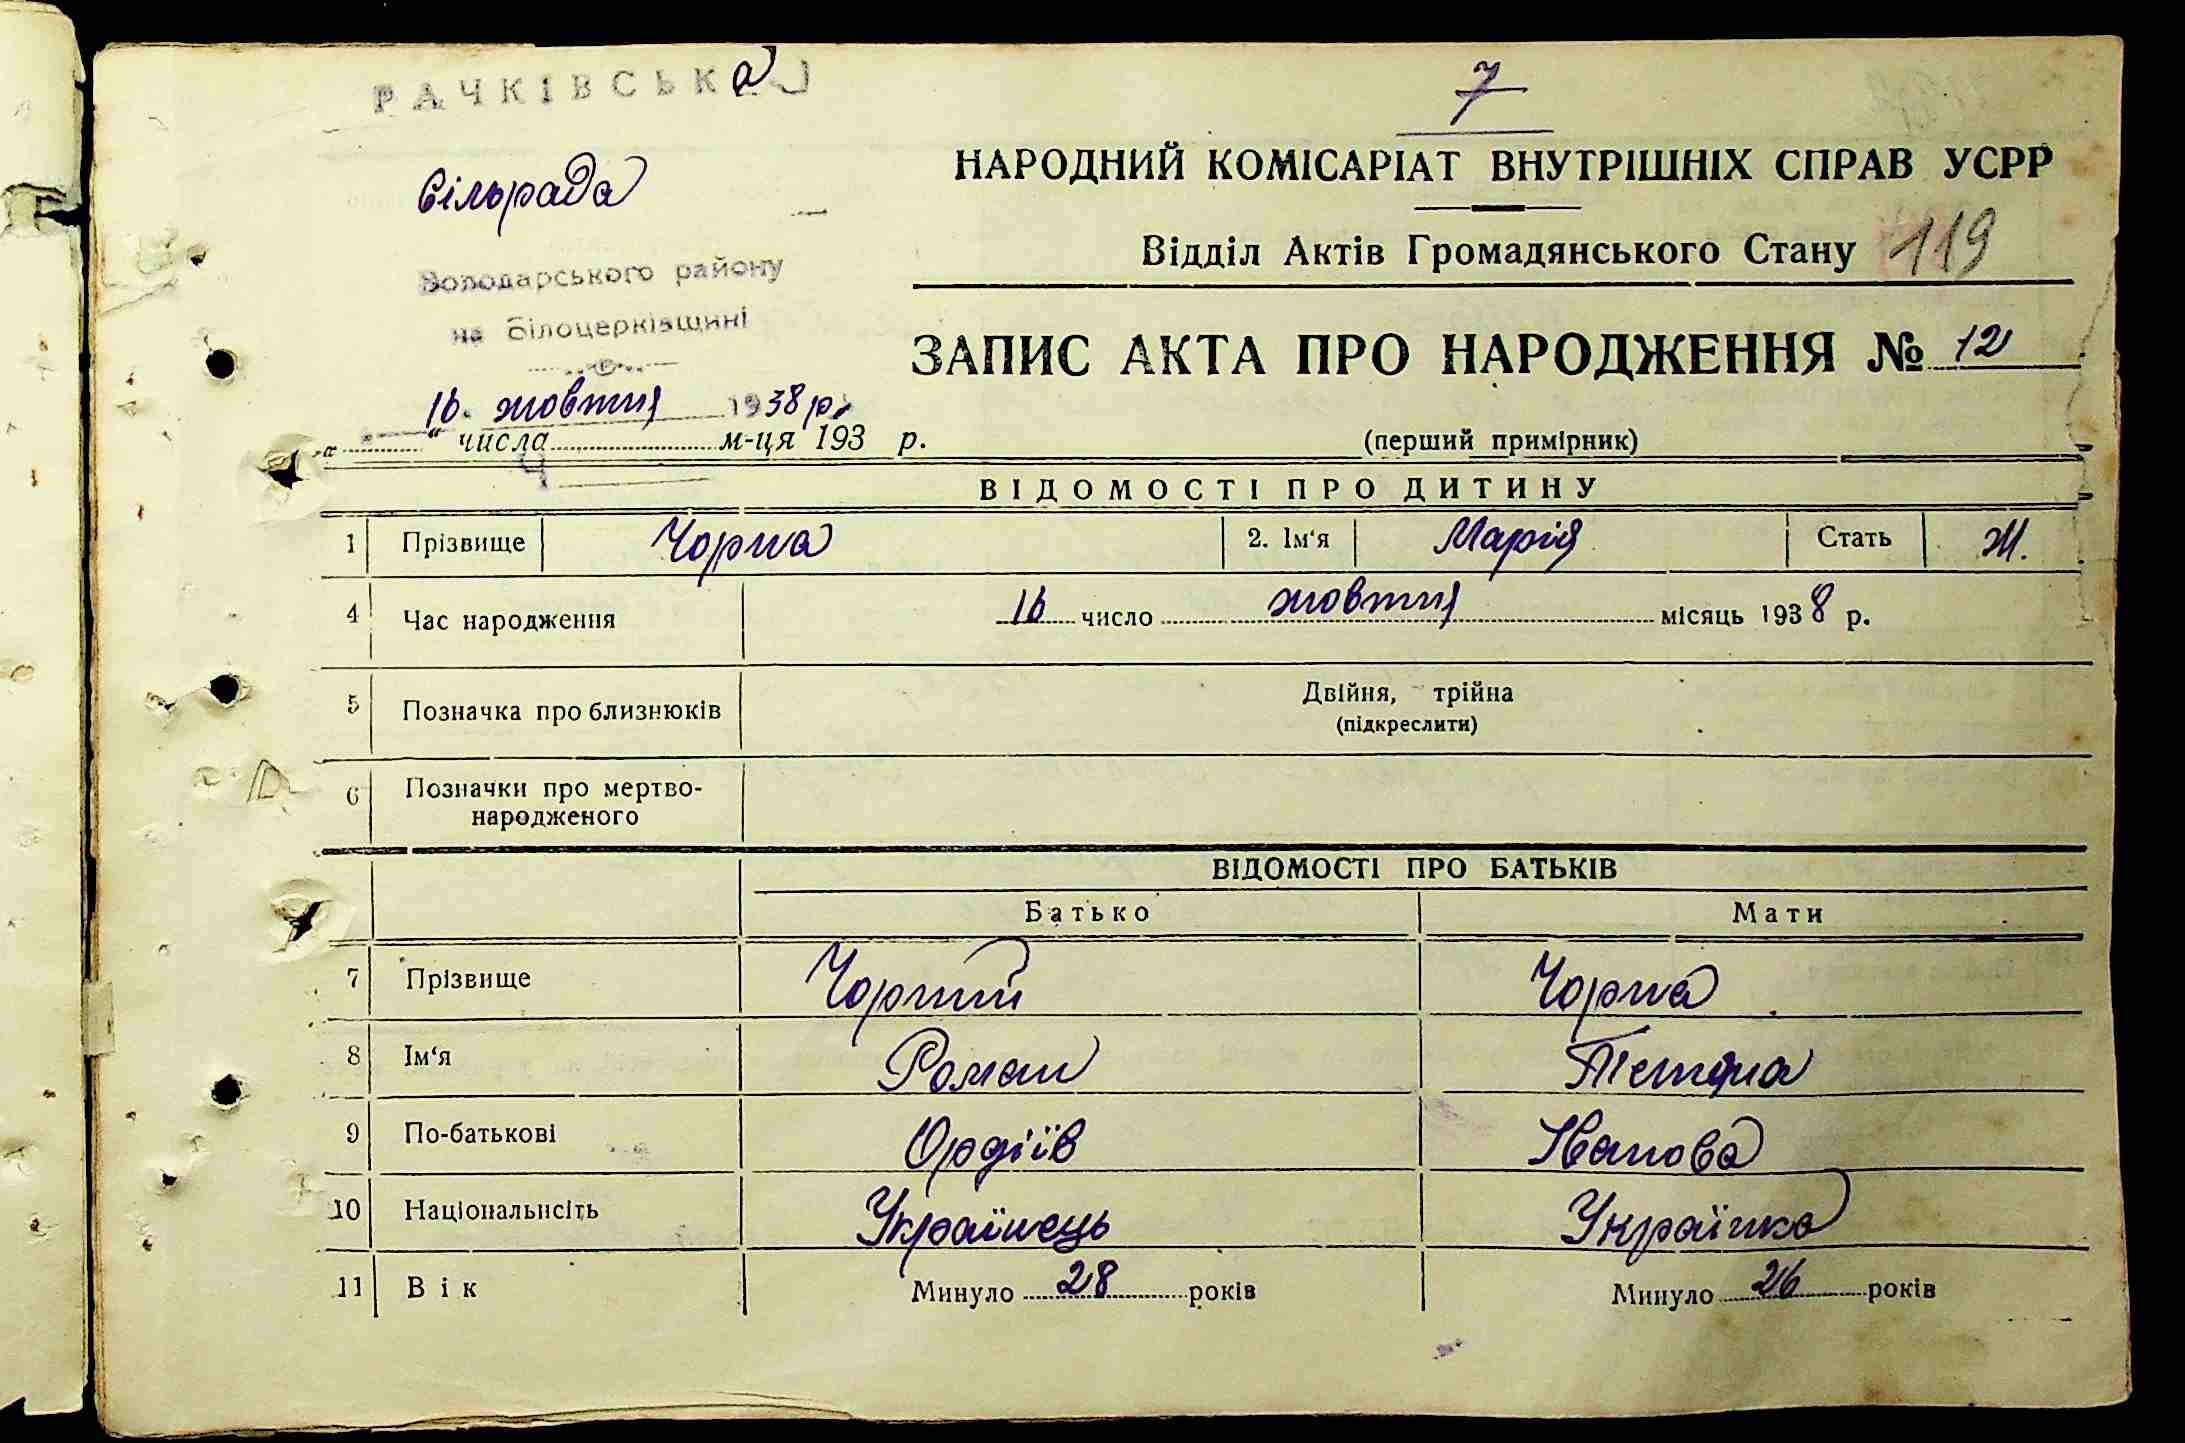 РАЧКІВСЬКа
7
сільрада
НАРОДНИЙ КОМІСАРІАТ ВНУТРІШНІХ СПРАВ УСРР
Відділ Актів Громадянського Стану 119
Володарського району
на Білоцерківщині
ЗАПИС АКТА ПРО НАРОДЖЕННЯ № 12
16. жовтня 1938 р.
" " числа м-ця 193 р.
(перший примірник)
ВІДОМОСТІ ПРО ДИТИНУ
1 Прізвище Чорна 2. Ім'я Марія Стать Ж.
4 Час народження 16 число жовтня місяць 1938 р.
5 Позначка про близнюків Двійня, трійна
(підкреслити)
6 Позначки про мертво-
народженого
ВІДОМОСТІ ПРО БАТЬКІВ
Батько Мати
7 Прізвище Чорний Чорна
8 Ім'я Роман Тетяна
9 По-батькові Ордіїв Іванова
10 Національність Українець Українка
11 Вік Минуло 28 років Минуло 26 років